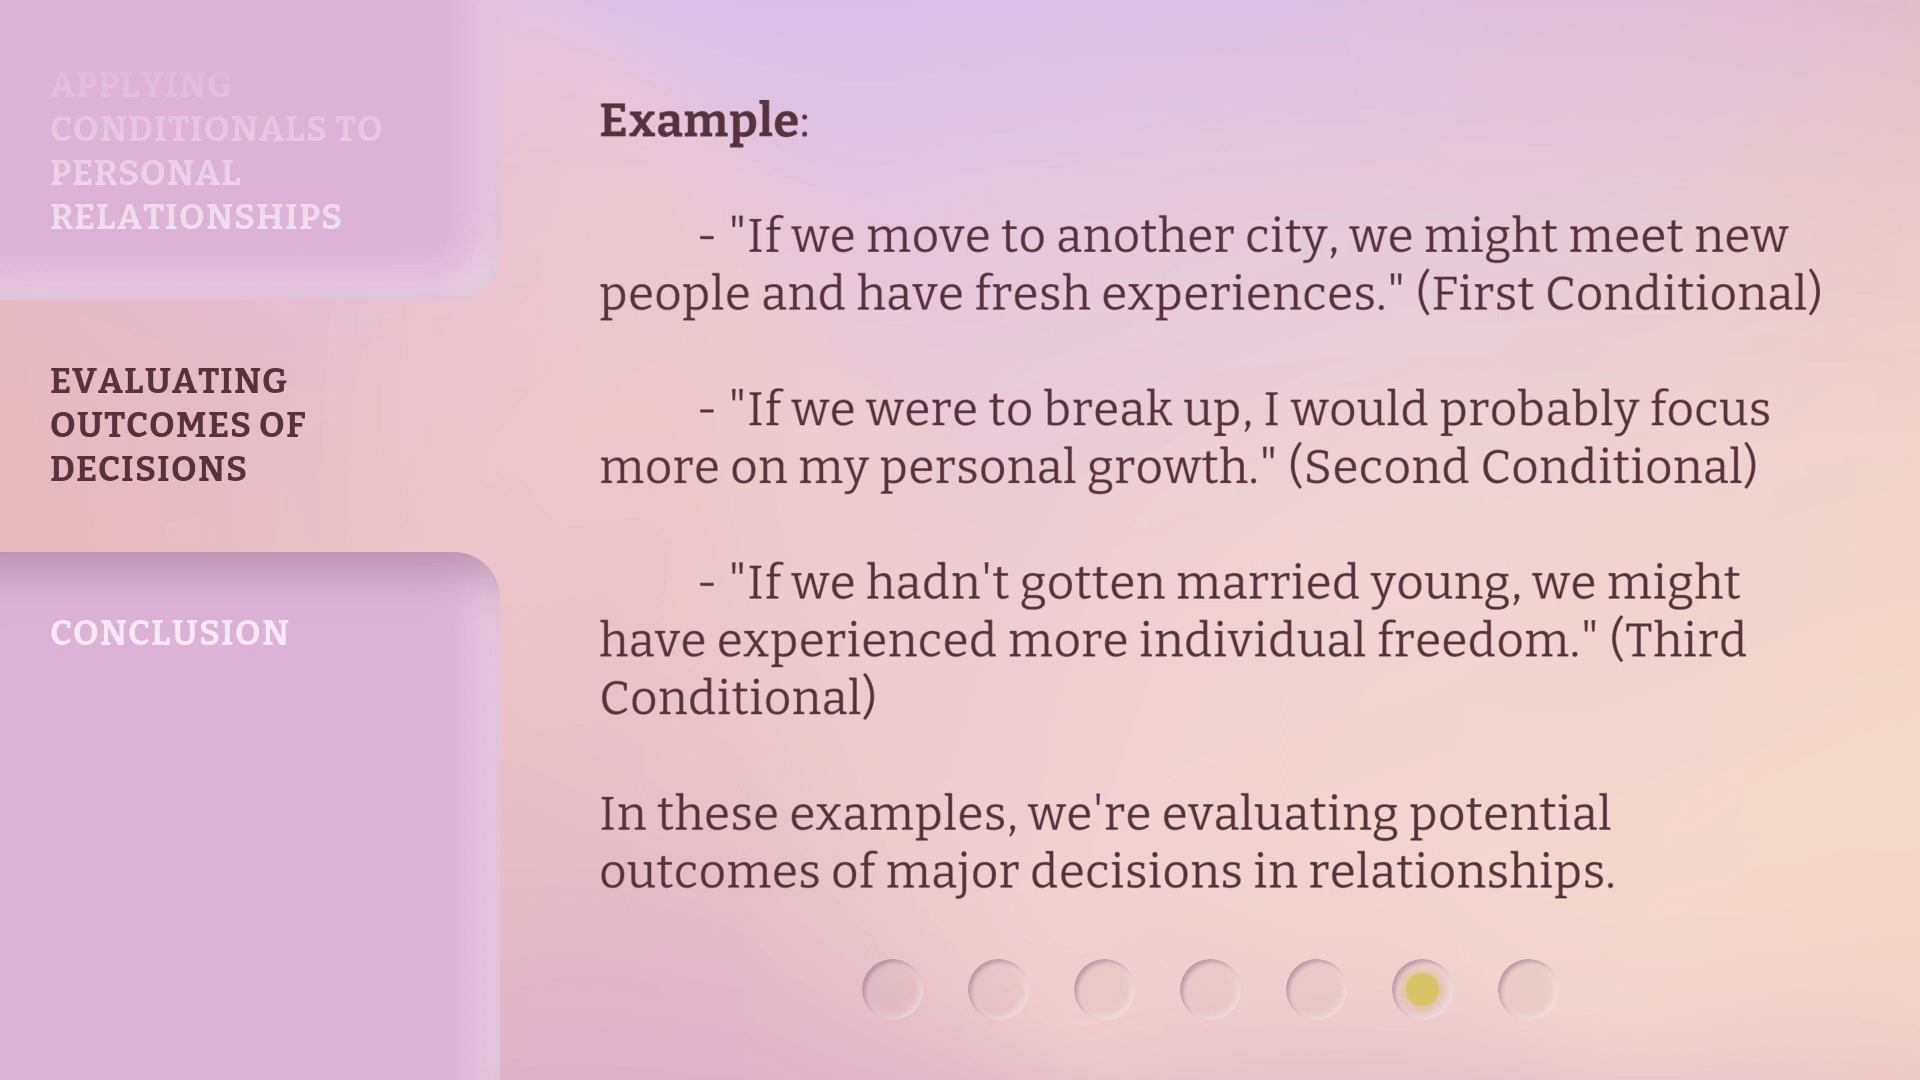 APPLYING
CONDITIONALS TO
PERSONAL
RELATIONSHIPS
EVALUATING
OUTCOMES OF
DECISIONS
CONCLUSION
Example:
- "If we move to another city, we might meet new
people and have fresh experiences." (First Conditional)
- "If we were to break up, I would probably focus
more on my personal growth." (Second Conditional)
- "If we hadn't gotten married young, we might
have experienced more individual freedom." (Third
Conditional)
In these examples, we're evaluating potential
outcomes of major decisions in relationships.